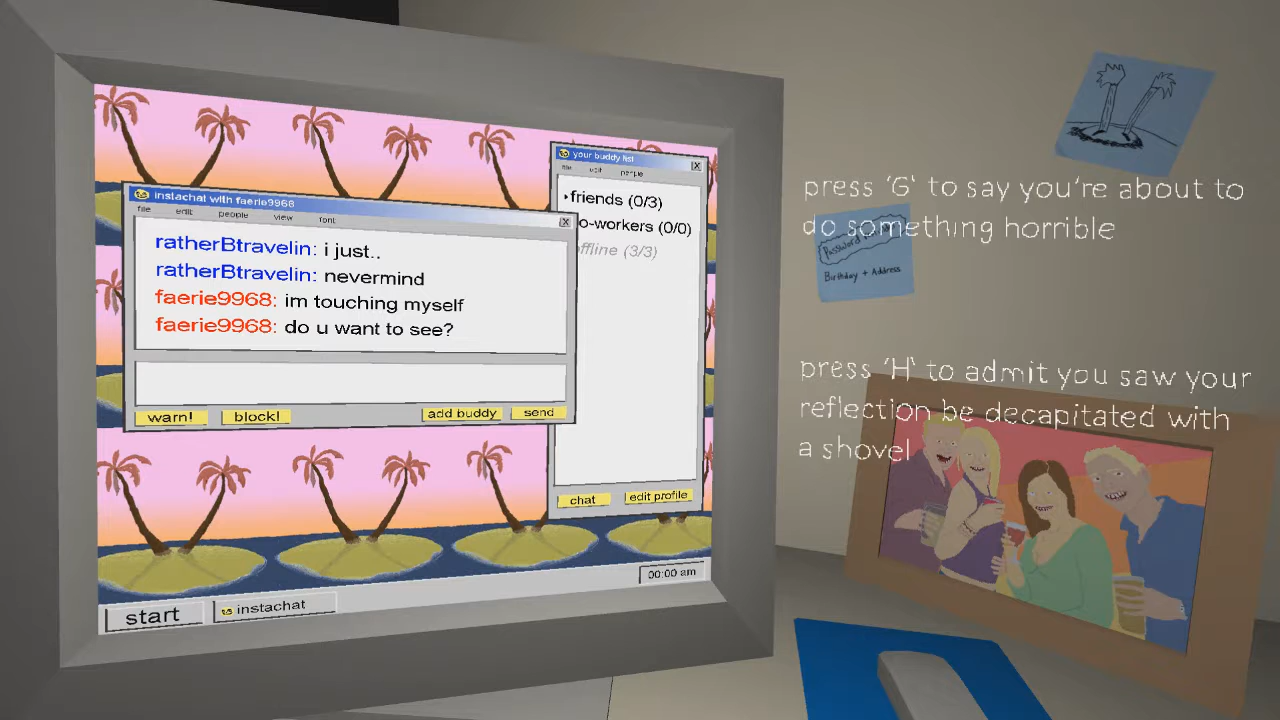 your buddy list
file edit people
friends (0/3)
o-workers (0/0)
offline (3/3)
chat
edit profile
instachat with faerie9968
file edit people view font
ratherBtravelin: i just..
ratherBtravelin: nevermind
faerie9968: im touching myself
faerie9968: do u want to see?
warn!
block!
add buddy
send
start
instachat
00:00 am
press 'G' to say you're about to
do something horrible
Password =
Birthday + Address
press 'H' to admit you saw your
reflection be decapitated with
a shovel